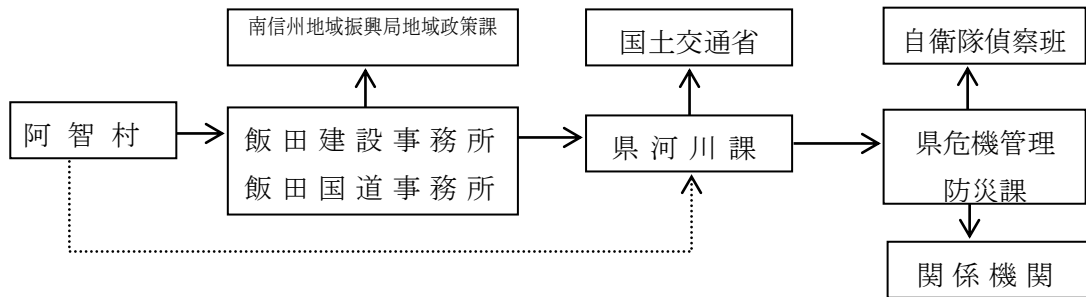 南信州地域振興局地域政策課
国土交通省
自衛隊偵察班
阿智村
飯田建設事務所
飯田国道事務所
県河川課
県危機管理
防災課
関係機関